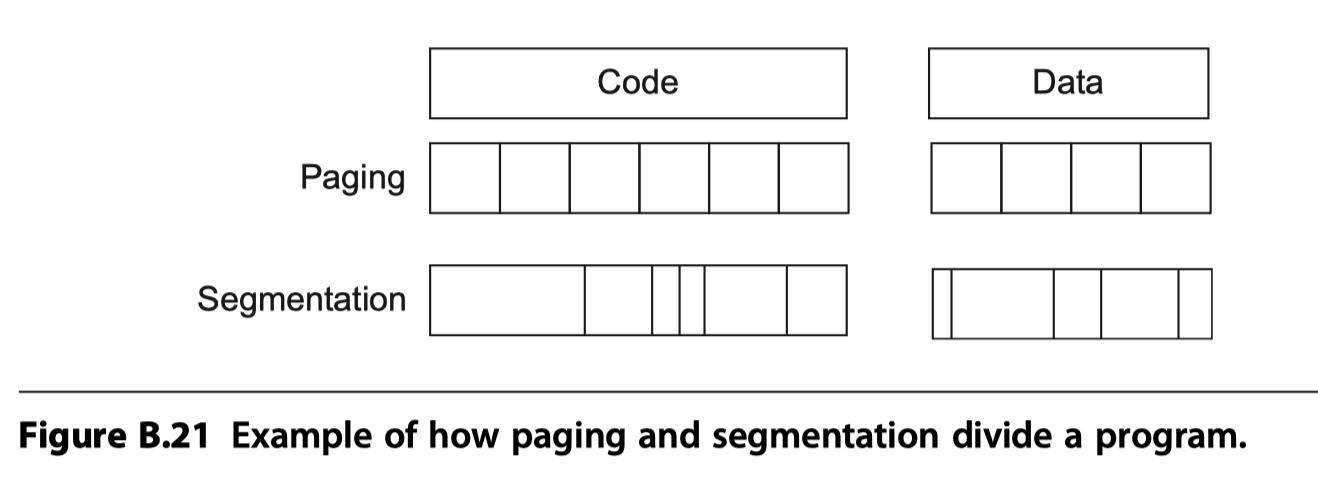 Code
Data
Paging
Segmentation
Figure B.21 Example of how paging and segmentation divide a program.